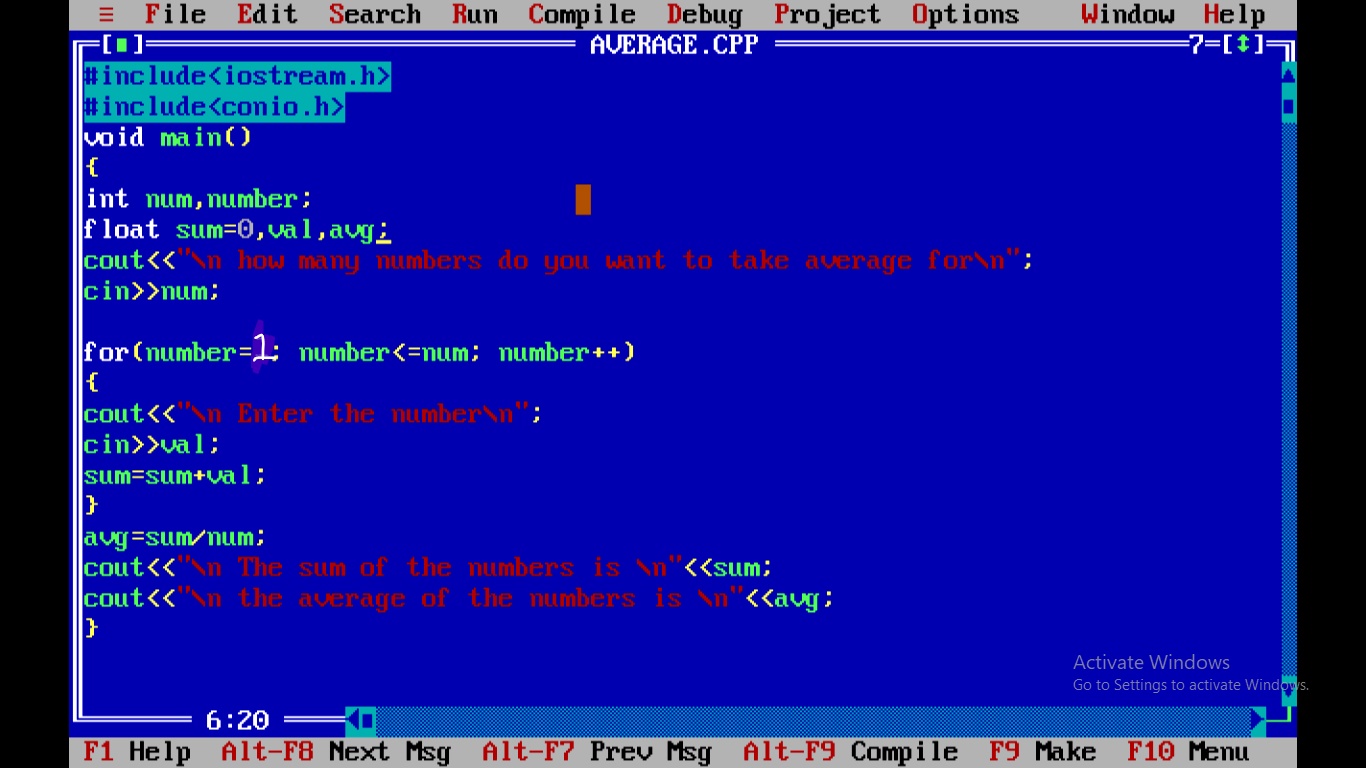 ≡ File Edit Search Run Compile Debug Project Options Window Help
[■] AVERAGE.CPP 7=[↕]
#include<iostream.h>
#include<conio.h>
void main()
{
int num,number;
float sum=0,val,avg;
cout<<"\n how many numbers do you want to take average for\n";
cin>>num;
for(number=1; number<=num; number++)
{
cout<<"\n Enter the number\n";
cin>>val;
sum=sum+val;
}
avg=sum/num;
cout<<"\n The sum of the numbers is \n"<<sum;
cout<<"\n the average of the numbers is \n"<<avg;
}
Activate Windows
Go to Settings to activate Windows.
6:20
F1 Help Alt-F8 Next Msg Alt-F7 Prev Msg Alt-F9 Compile F9 Make F10 Menu